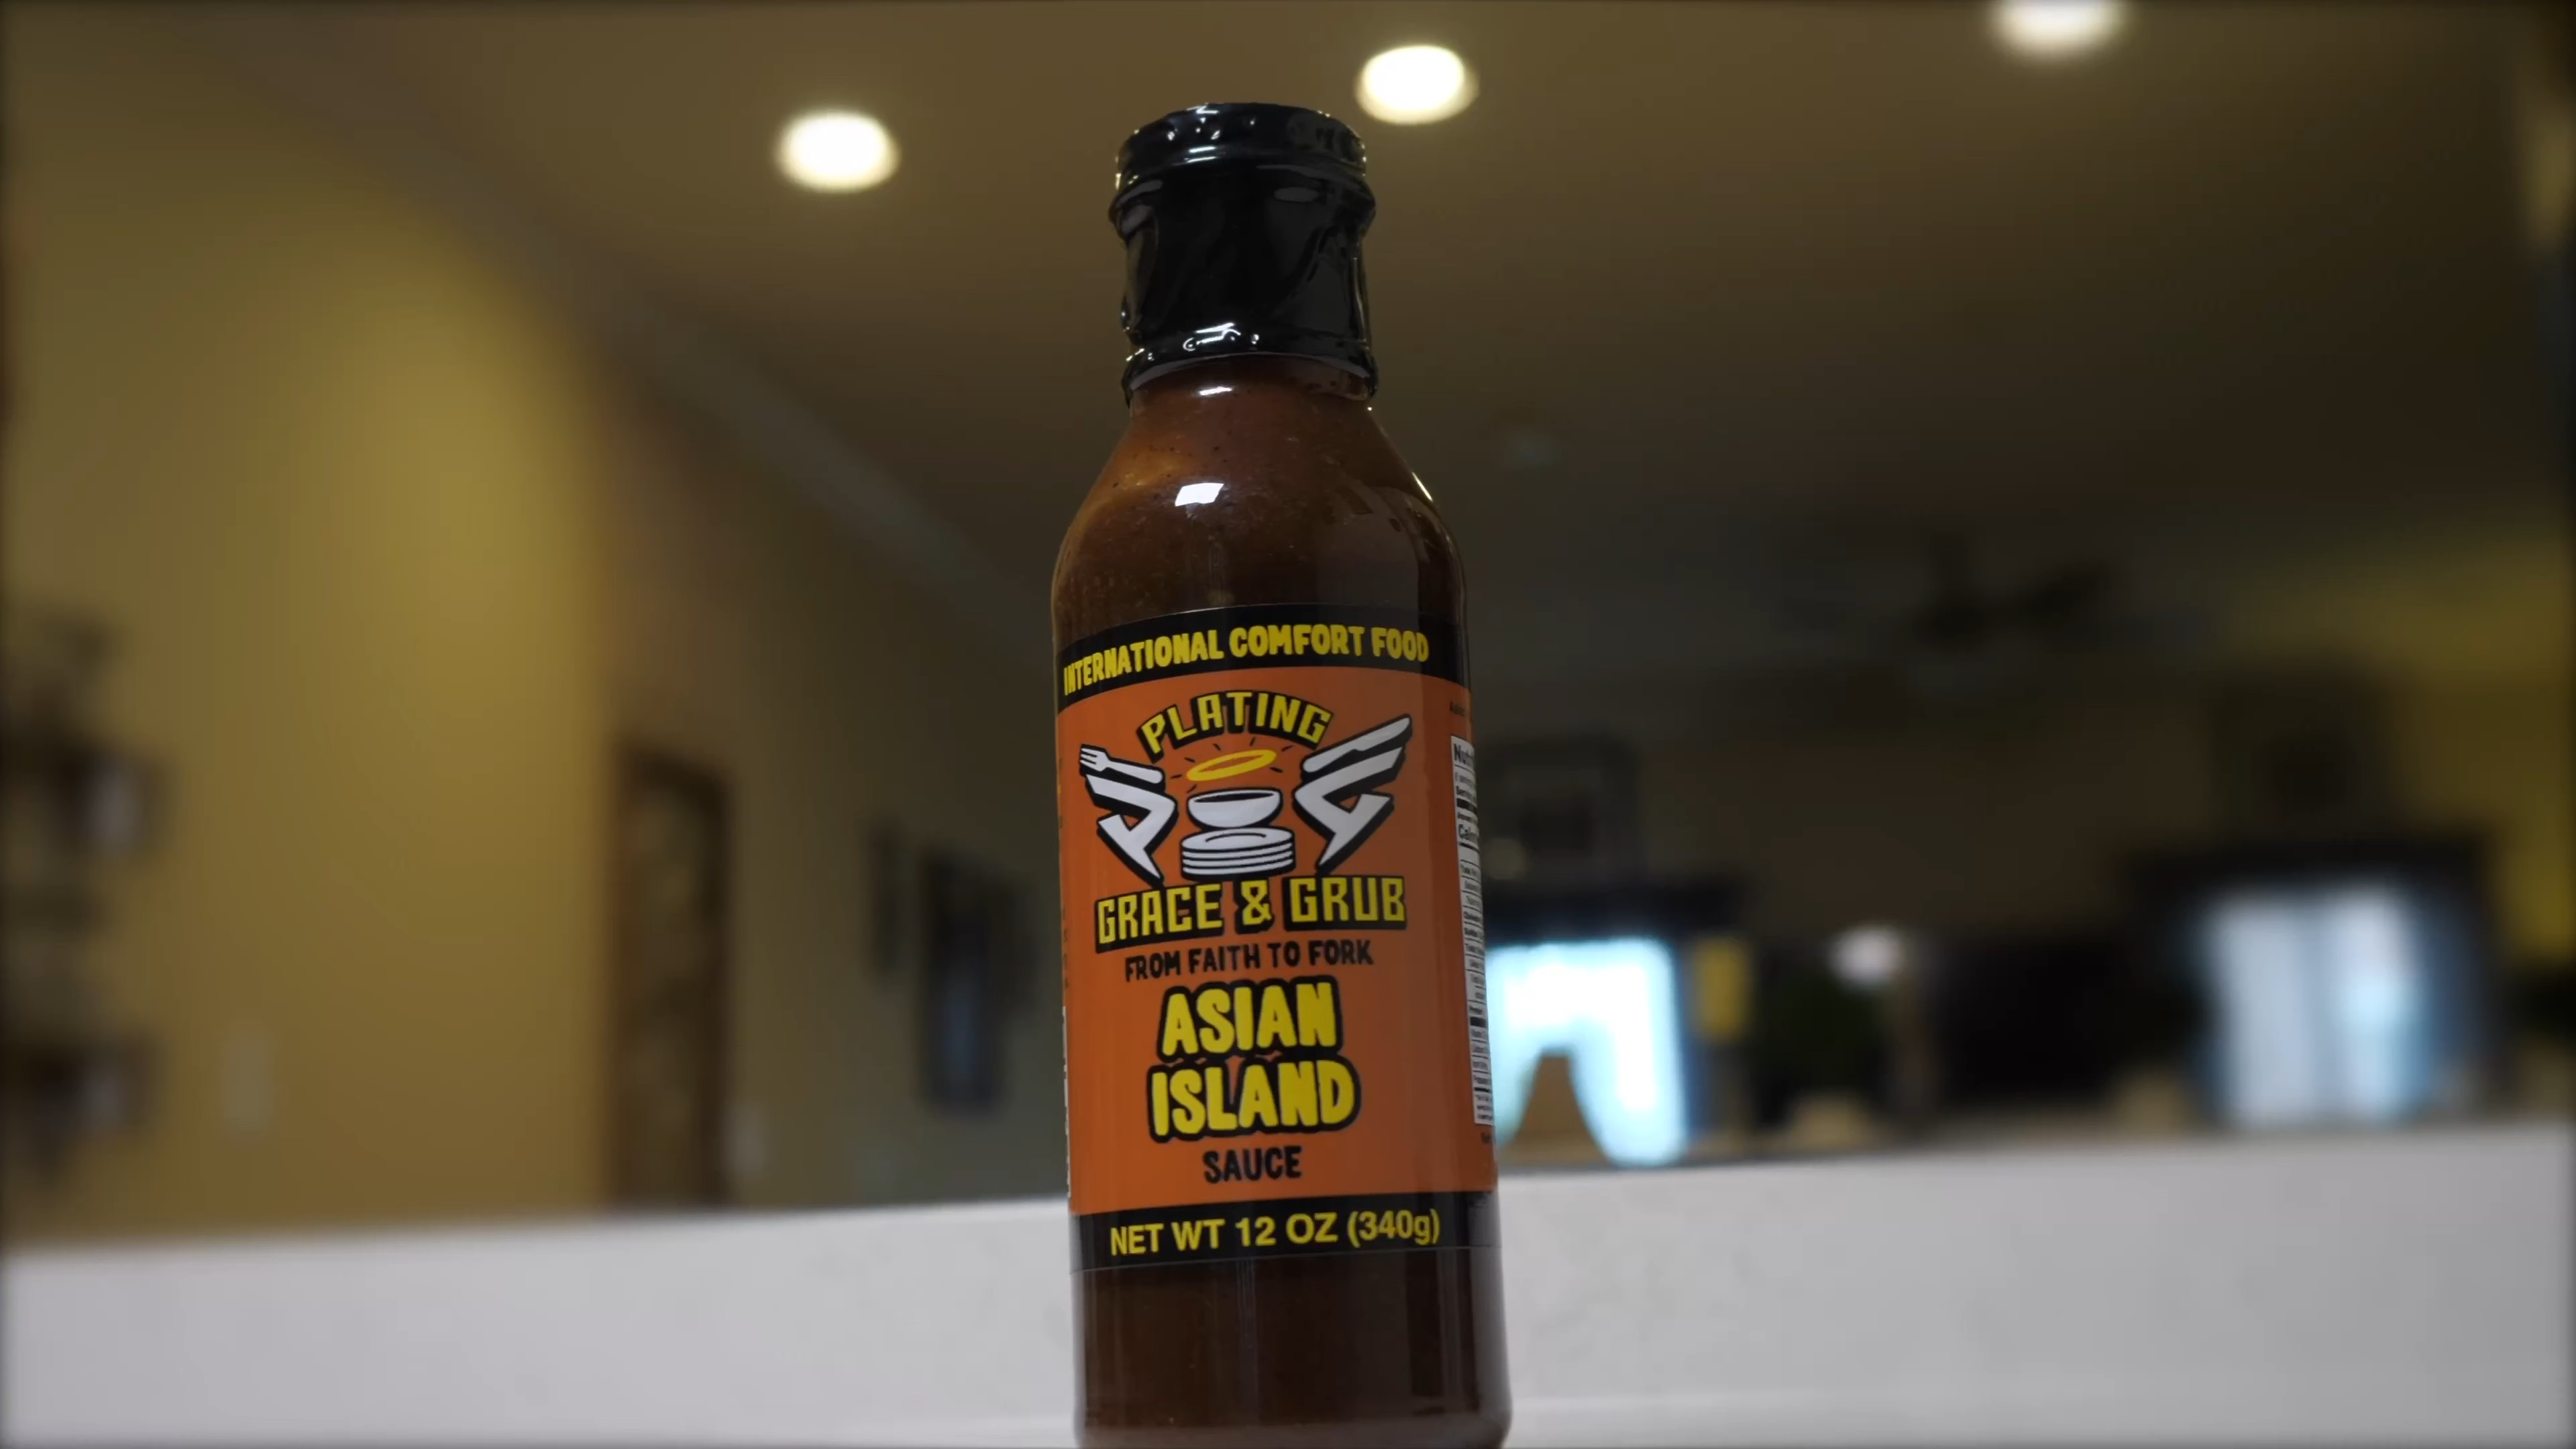 INTERNATIONAL COMFORT FOOD
PLATING
GRACE & GRUB
FROM FAITH TO FORK
ASIAN
ISLAND
SAUCE
NET WT 12 OZ (340g)